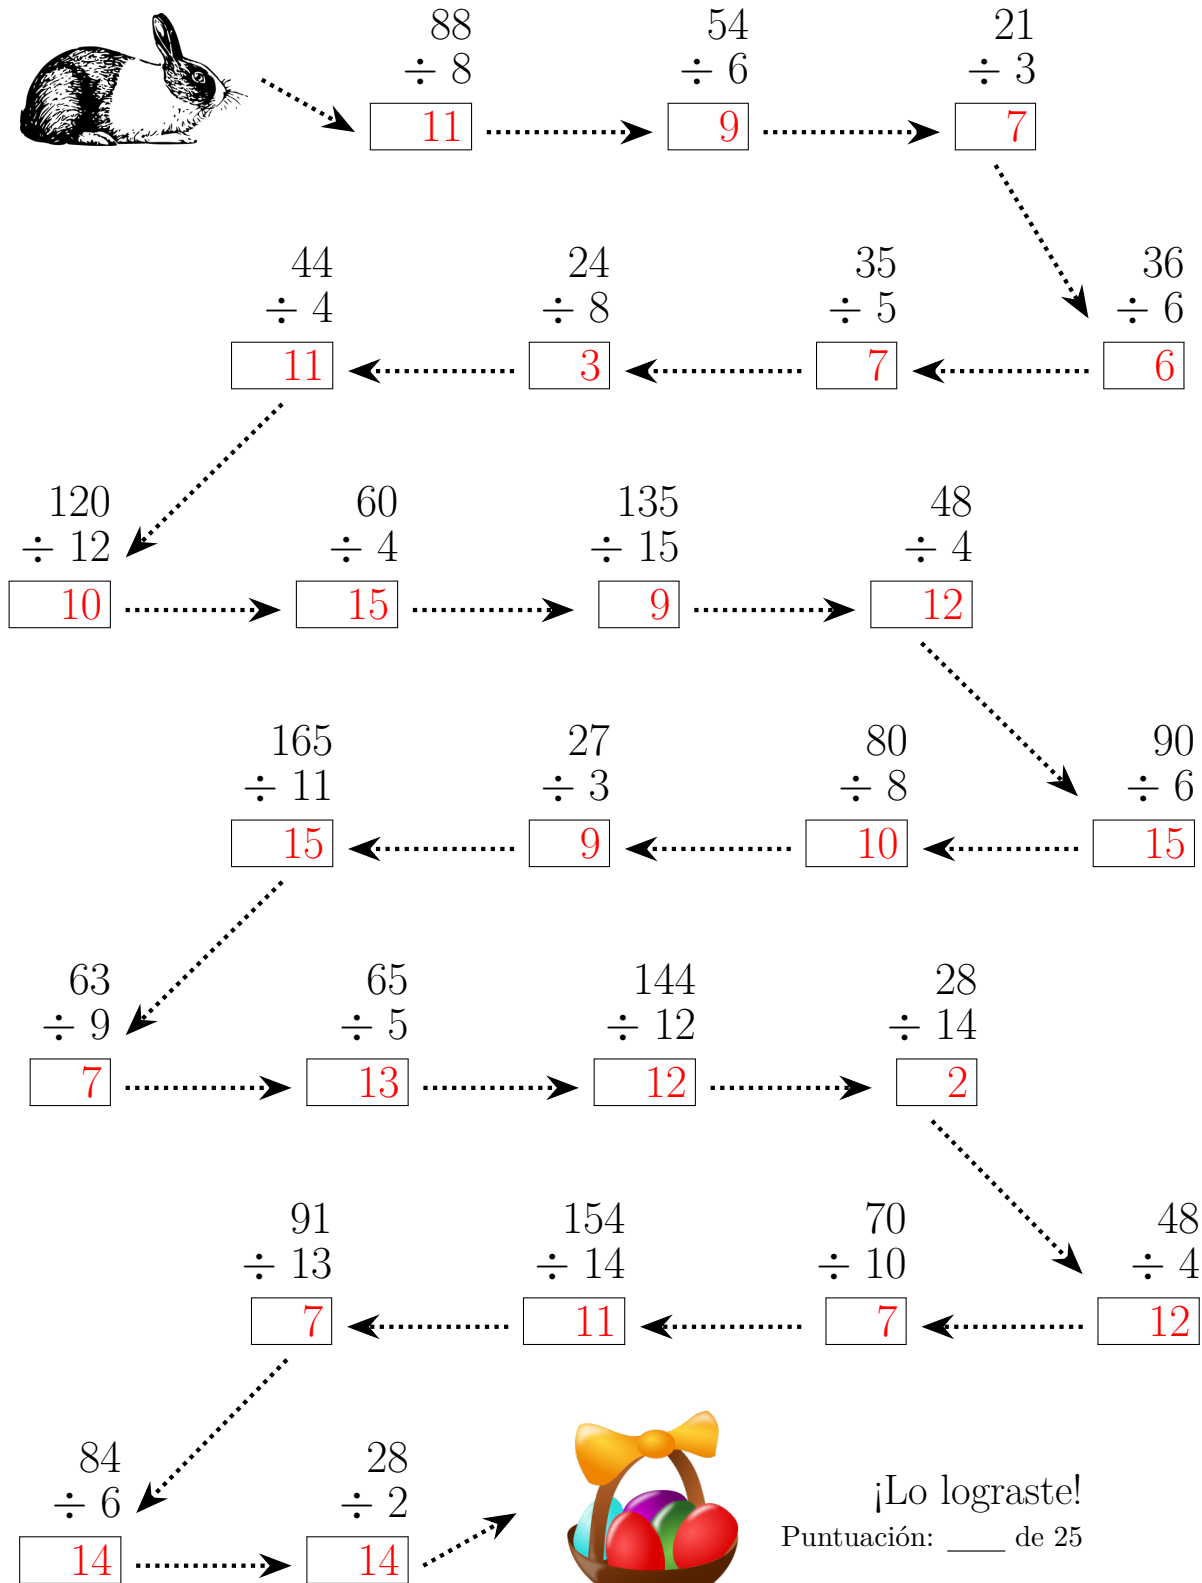 88 54 21
÷ 8 ÷ 6 ÷ 3
11 9 7
44 24 35 36
÷ 4 ÷ 8 ÷ 5 ÷ 6
11 3 7 6
120 60 135 48
÷ 12 ÷ 4 ÷ 15 ÷ 4
10 15 9 12
165 27 80 90
÷ 11 ÷ 3 ÷ 8 ÷ 6
15 9 10 15
63 65 144 28
÷ 9 ÷ 5 ÷ 12 ÷ 14
7 13 12 2
91 154 70 48
÷ 13 ÷ 14 ÷ 10 ÷ 4
7 11 7 12
84 28
÷ 6 ÷ 2
14 14
¡Lo lograste!
Puntuación: ____ de 25